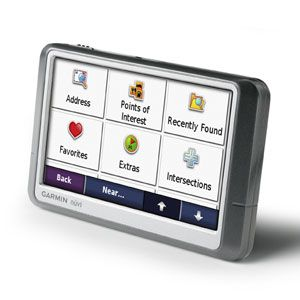 Address
Points of
Interest
Recently Found
Favorites
Extras
Intersections
Back
Near...
GARMIN nüvi